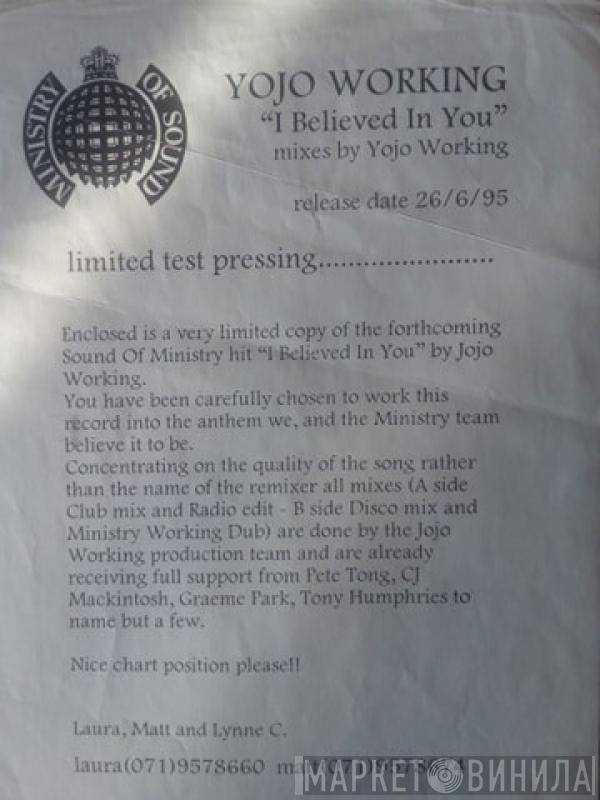 MINISTRY OF SOUND
YOJO WORKING
“I Believed In You”
mixes by Yojo Working
release date 26/6/95
limited test pressing........................
Enclosed is a very limited copy of the forthcoming
Sound Of Ministry hit “I Believed In You” by Jojo
Working.
You have been carefully chosen to work this
record into the anthem we, and the Ministry team
believe it to be.
Concentrating on the quality of the song rather
than the name of the remixer all mixes (A side
Club mix and Radio edit - B side Disco mix and
Ministry Working Dub) are done by the Jojo
Working production team and are already
receiving full support from Pete Tong, CJ
Mackintosh, Graeme Park, Tony Humphries to
name but a few.
Nice chart position please!!
Laura, Matt and Lynne C.
laura(071)9578660
МАРКЕТ ВИНИЛА